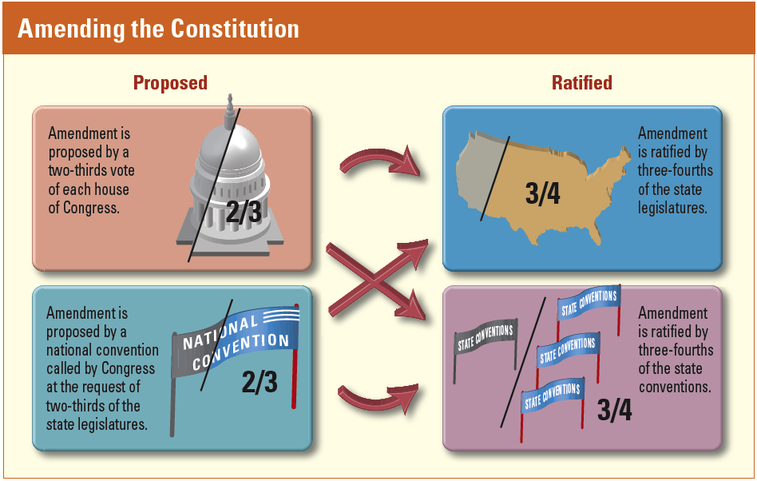 Amending the Constitution
Proposed
Amendment is
proposed by a
two-thirds vote
of each house
of Congress.
2/3
Ratified
3/4
Amendment
is ratified by
three-fourths
of the state
legislatures.
Amendment is
proposed by a
national convention
called by Congress
at the request of
two-thirds of the
state legislatures.
NATIONAL
CONVENTION
2/3
STATE CONVENTIONS
STATE CONVENTIONS
STATE CONVENTIONS
STATE CONVENTIONS
3/4
Amendment
is ratified by
three-fourths
of the state
conventions.